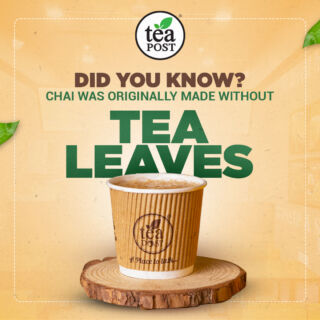 tea
POST
DID YOU KNOW?
CHAI WAS ORIGINALLY MADE WITHOUT
TEA
LEAVES
tea
POST